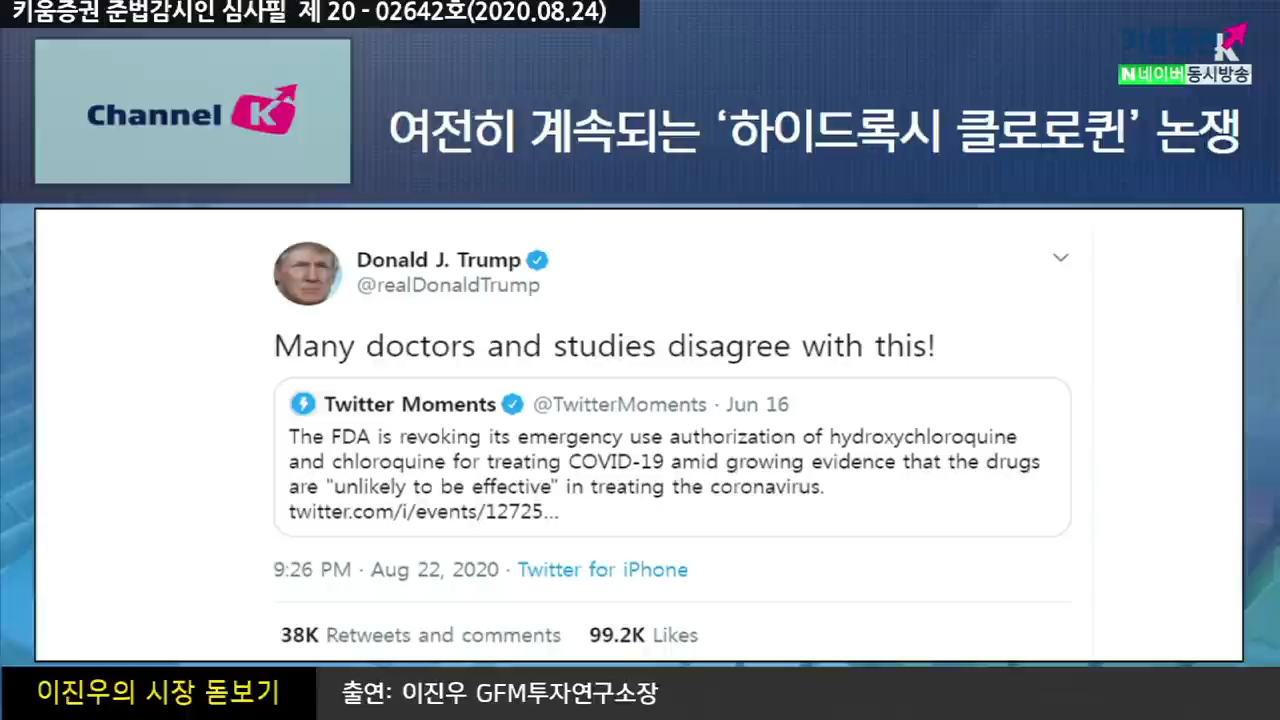 키움증권 준법감시인 심사필 제 20 - 02642호(2020.08.24)
키움증권
K
N 네이버 동시방송
Channel K
여전히 계속되는 ‘하이드록시 클로로퀸’ 논쟁
Donald J. Trump
@realDonaldTrump
Many doctors and studies disagree with this!
Twitter Moments @TwitterMoments · Jun 16
The FDA is revoking its emergency use authorization of hydroxychloroquine
and chloroquine for treating COVID-19 amid growing evidence that the drugs
are "unlikely to be effective" in treating the coronavirus.
twitter.com/i/events/12725...
9:26 PM · Aug 22, 2020 · Twitter for iPhone
38K Retweets and comments 99.2K Likes
이진우의 시장 돋보기
출연: 이진우 GFM투자연구소장